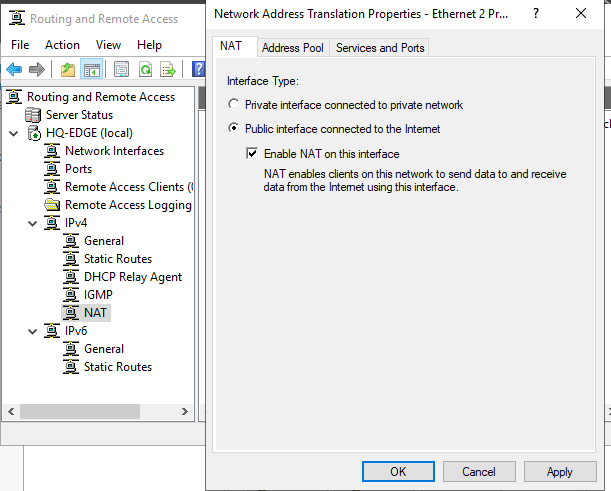 Routing and Remote Access
File Action View Help
Routing and Remote Access
Server Status
HQ-EDGE (local)
Network Interfaces
Ports
Remote Access Clients (
Remote Access Logging
IPv4
General
Static Routes
DHCP Relay Agent
IGMP
NAT
IPv6
General
Static Routes
Network Address Translation Properties - Ethernet 2 Pr...
NAT Address Pool Services and Ports
Interface Type:
Private interface connected to private network
Public interface connected to the Internet
Enable NAT on this interface
NAT enables clients on this network to send data to and receive
data from the Internet using this interface.
OK Cancel Apply